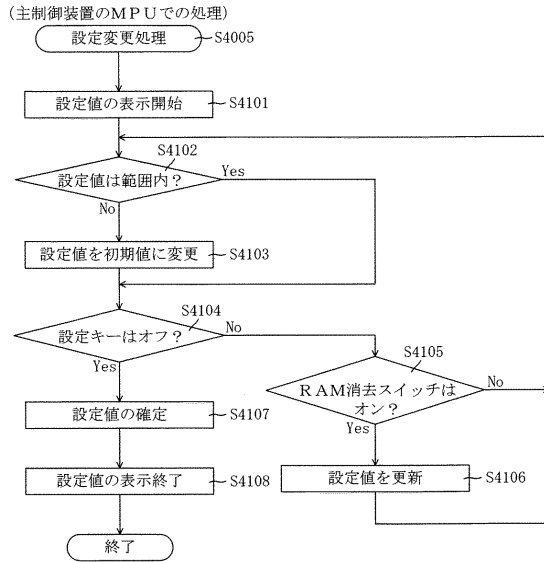 (主制御装置のMPUでの処理)
設定変更処理
S4005
設定値の表示開始
S4101
S4102
設定値は範囲内?
Yes
No
設定値を初期値に変更
S4103
S4104
設定キーはオフ?
No
Yes
S4105
RAM消去スイッチは
オン?
No
Yes
設定値の確定
S4107
設定値を更新
S4106
設定値の表示終了
S4108
終了